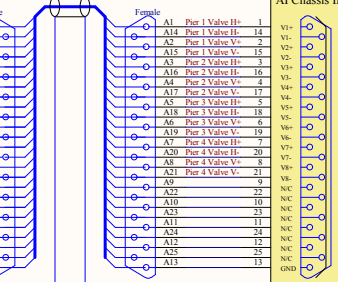 Female
A1 Pier 1 Valve H+ 1 V1+
A14 Pier 1 Valve H- 14 V1-
A2 Pier 1 Valve V+ 2 V2+
A15 Pier 1 Valve V- 15 V2-
A3 Pier 2 Valve H+ 3 V3+
A16 Pier 2 Valve H- 16 V3-
A4 Pier 2 Valve V+ 4 V4+
A17 Pier 2 Valve V- 17 V4-
A5 Pier 3 Valve H+ 5 V5+
A18 Pier 3 Valve H- 18 V5-
A6 Pier 3 Valve V+ 6 V6+
A19 Pier 3 Valve V- 19 V6-
A7 Pier 4 Valve H+ 7 V7+
A20 Pier 4 Valve H- 20 V7-
A8 Pier 4 Valve V+ 8 V8+
A21 Pier 4 Valve V- 21 V8-
A9 9 N/C
A22 22 N/C
A10 10 N/C
A23 23 N/C
A11 11 N/C
A24 24 N/C
A12 12 N/C
A25 25 N/C
A13 13 GND